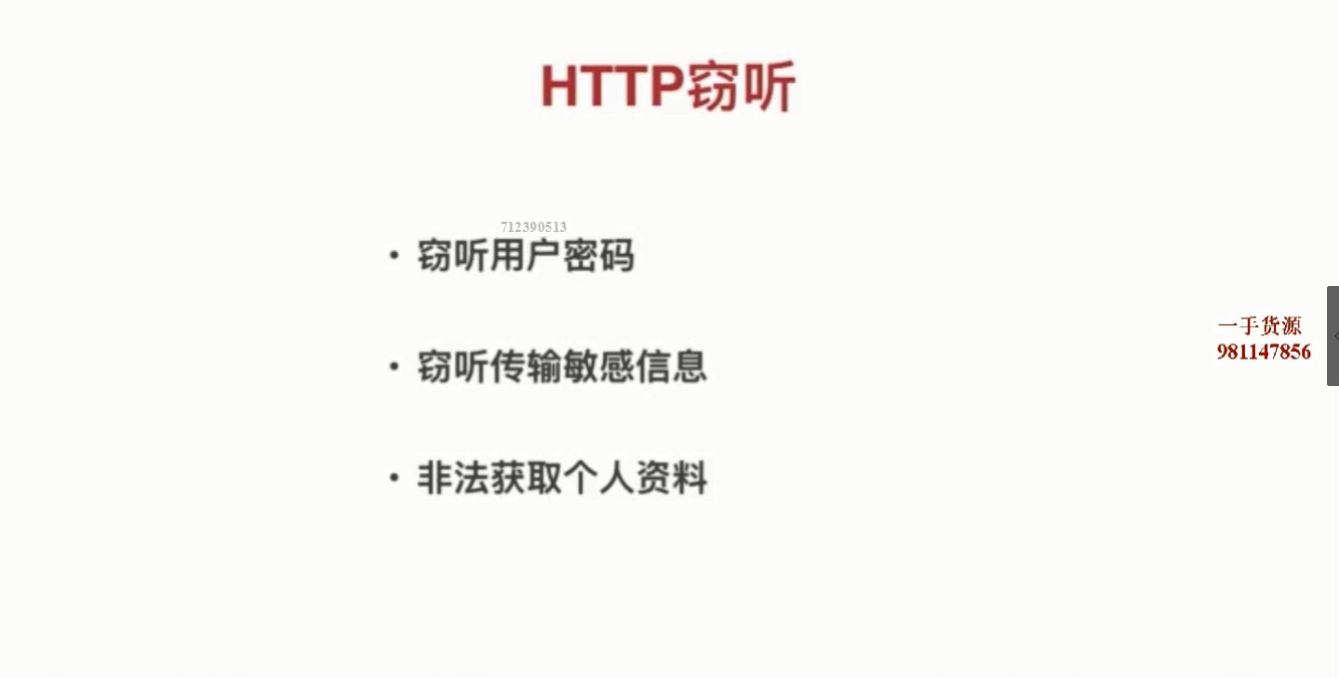 HTTP窃听
712390513
• 窃听用户密码
一手货源
981147856
• 窃听传输敏感信息
• 非法获取个人资料